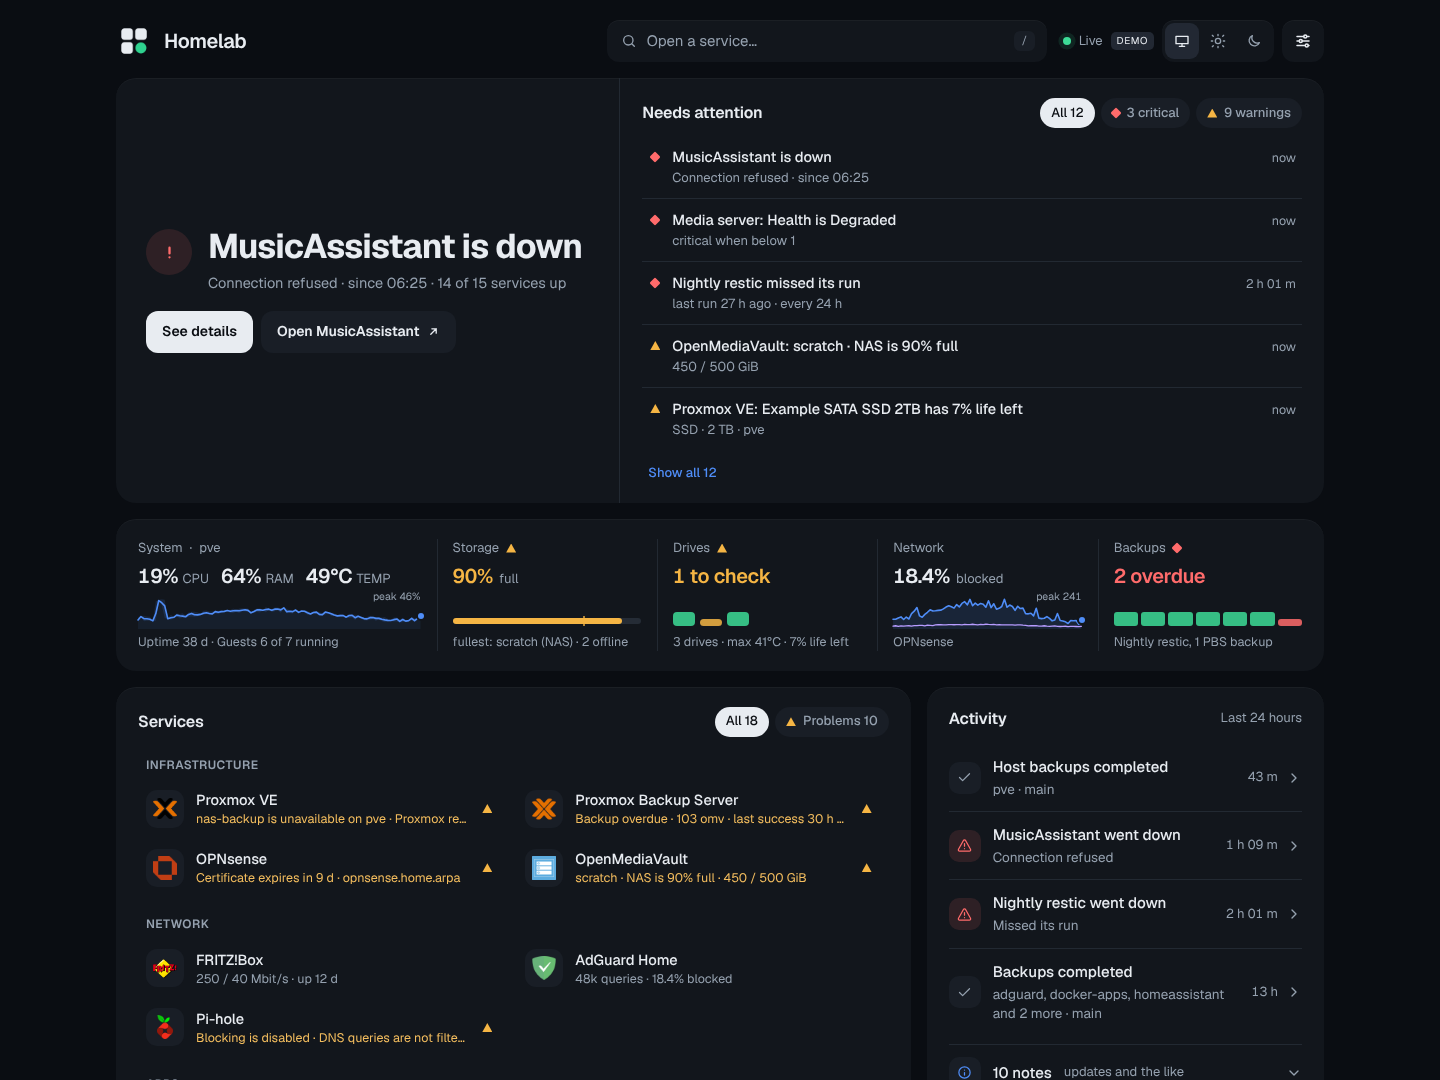 Homelab
Open a service...
/
Live
DEMO
MusicAssistant is down
Connection refused · since 06:25 · 14 of 15 services up
See details
Open MusicAssistant
Needs attention
All 12
3 critical
9 warnings
MusicAssistant is down
now
Connection refused · since 06:25
Media server: Health is Degraded
now
critical when below 1
Nightly restic missed its run
2 h 01 m
last run 27 h ago · every 24 h
OpenMediaVault: scratch · NAS is 90% full
now
450 / 500 GiB
Proxmox VE: Example SATA SSD 2TB has 7% life left
now
SSD · 2 TB · pve
Show all 12
System · pve
19% CPU 64% RAM 49°C TEMP
peak 46%
Uptime 38 d · Guests 6 of 7 running
Storage
90% full
fullest: scratch (NAS) · 2 offline
Drives
1 to check
3 drives · max 41°C · 7% life left
Network
18.4% blocked
peak 241
OPNsense
Backups
2 overdue
Nightly restic, 1 PBS backup
Services
All 18
Problems 10
INFRASTRUCTURE
Proxmox VE
nas-backup is unavailable on pve · Proxmox re...
Proxmox Backup Server
Backup overdue · 103 omv · last success 30 h ...
OPNsense
Certificate expires in 9 d · opnsense.home.arpa
OpenMediaVault
scratch · NAS is 90% full · 450 / 500 GiB
NETWORK
FRITZ!Box
250 / 40 Mbit/s · up 12 d
AdGuard Home
48k queries · 18.4% blocked
Pi-hole
Blocking is disabled · DNS queries are not filte...
Activity
Last 24 hours
Host backups completed
43 m
pve · main
MusicAssistant went down
1 h 09 m
Connection refused
Nightly restic went down
2 h 01 m
Missed its run
Backups completed
13 h
adguard, docker-apps, homeassistant
and 2 more · main
10 notes updates and the like